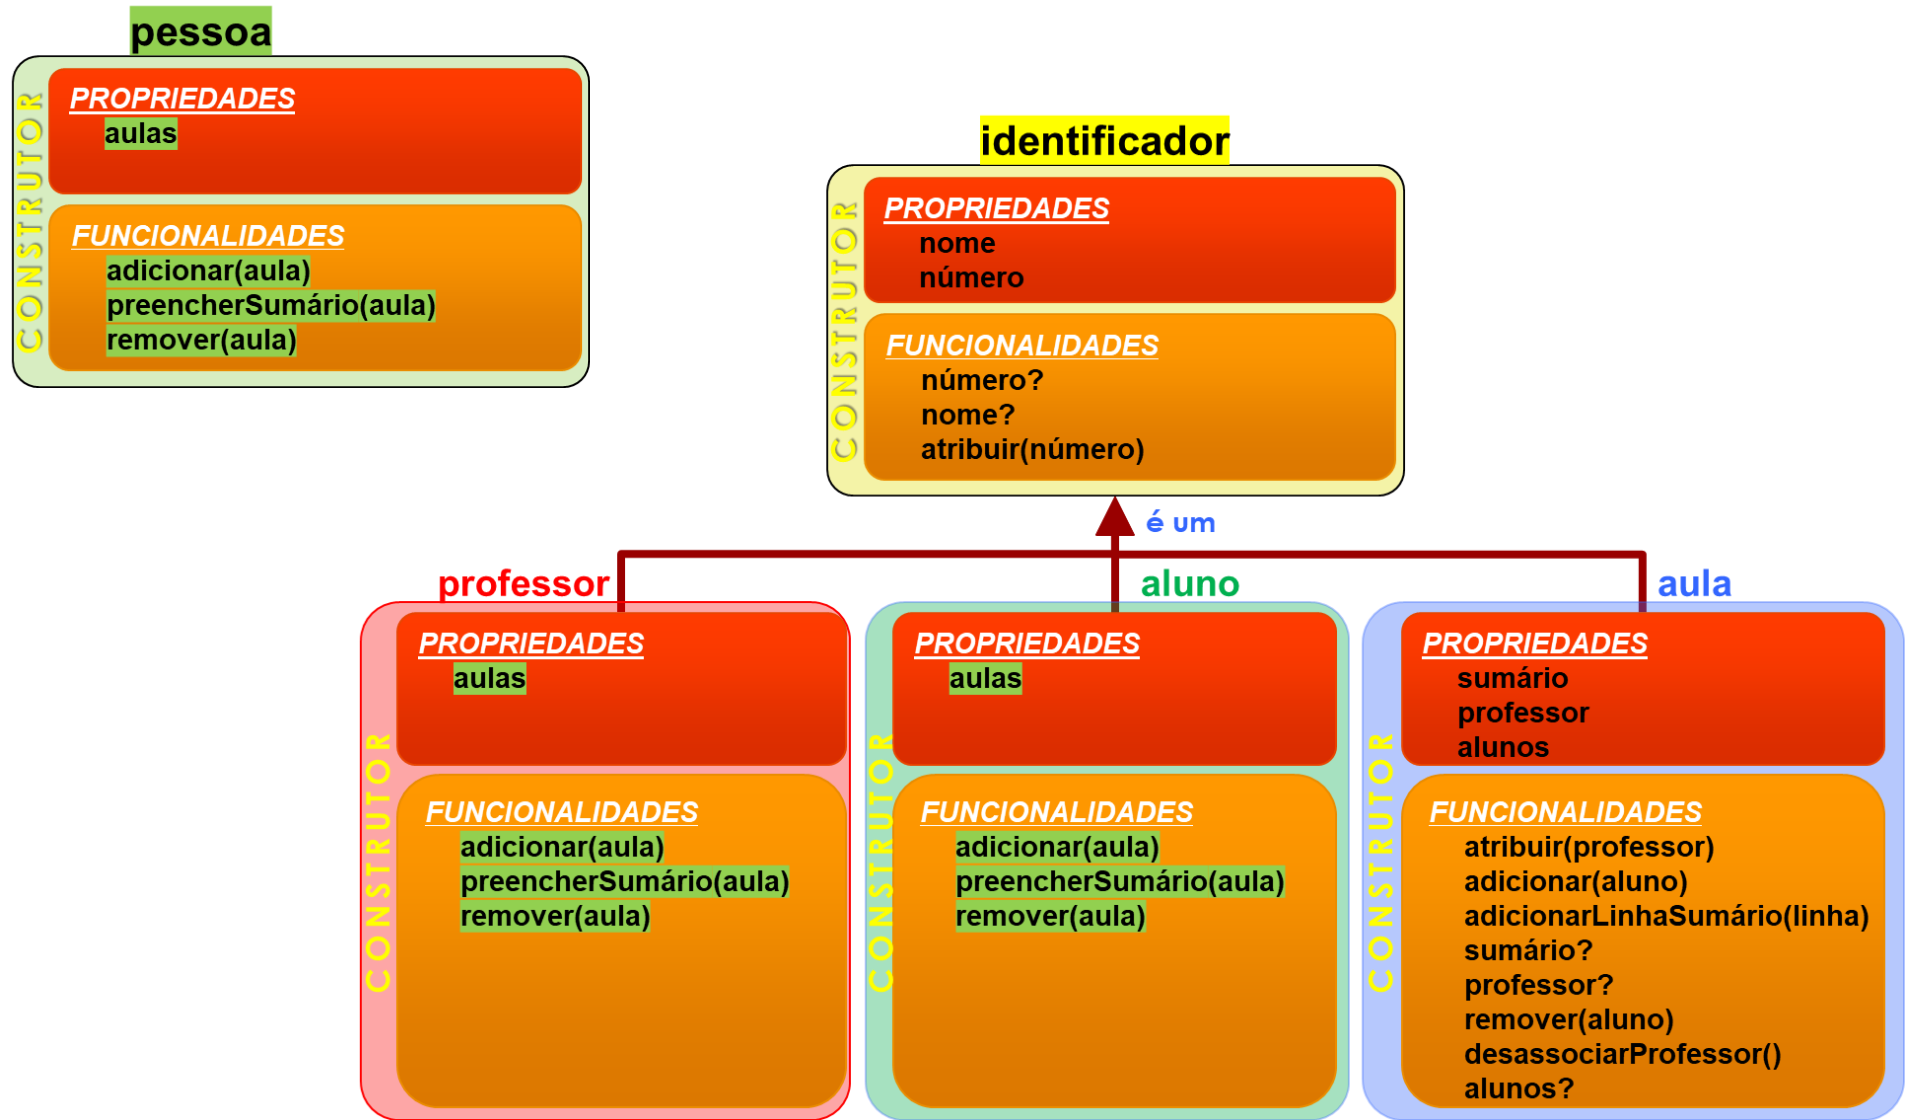 pessoa
CONSTRUTOR
PROPRIEDADES
aulas
FUNCIONALIDADES
adicionar(aula)
preencherSumário(aula)
remover(aula)
identificador
CONSTRUTOR
PROPRIEDADES
nome
número
FUNCIONALIDADES
número?
nome?
atribuir(número)
é um
professor
CONSTRUTOR
PROPRIEDADES
aulas
FUNCIONALIDADES
adicionar(aula)
preencherSumário(aula)
remover(aula)
aluno
CONSTRUTOR
PROPRIEDADES
aulas
FUNCIONALIDADES
adicionar(aula)
preencherSumário(aula)
remover(aula)
aula
CONSTRUTOR
PROPRIEDADES
sumário
professor
alunos
FUNCIONALIDADES
atribuir(professor)
adicionar(aluno)
adicionarLinhaSumário(linha)
sumário?
professor?
remover(aluno)
desassociarProfessor()
alunos?